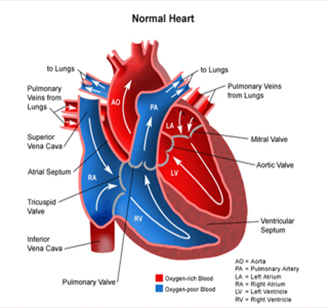 Normal Heart
to Lungs
to Lungs
Pulmonary
Veins from
Lungs
Pulmonary Veins
from Lungs
AO
PA
LA
Superior
Vena Cava
Mitral Valve
Aortic Valve
Atrial Septum
RA
LV
Tricuspid
Valve
RV
Ventricular
Septum
Inferior
Vena Cava
Pulmonary Valve
Oxygen-rich Blood
Oxygen-poor Blood
AO = Aorta
PA = Pulmonary Artery
LA = Left Atrium
RA = Right Atrium
LV = Left Ventricle
RV = Right Ventricle